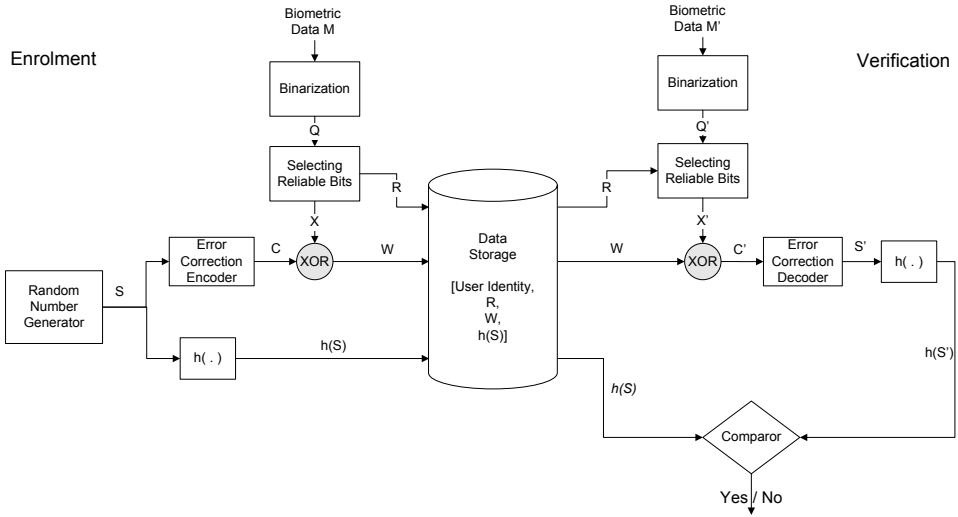 Enrolment
Biometric
Data M
Binarization
Q
Selecting
Reliable Bits
R
X
Random
Number
Generator
S
Error
Correction
Encoder
C
XOR
W
h( . )
h(S)
Data
Storage
[User Identity,
R,
W,
h(S)]
Verification
Biometric
Data M'
Binarization
Q'
Selecting
Reliable Bits
R
X'
W
XOR
C'
Error
Correction
Decoder
S'
h( . )
h(S')
h(S)
Comparor
Yes / No